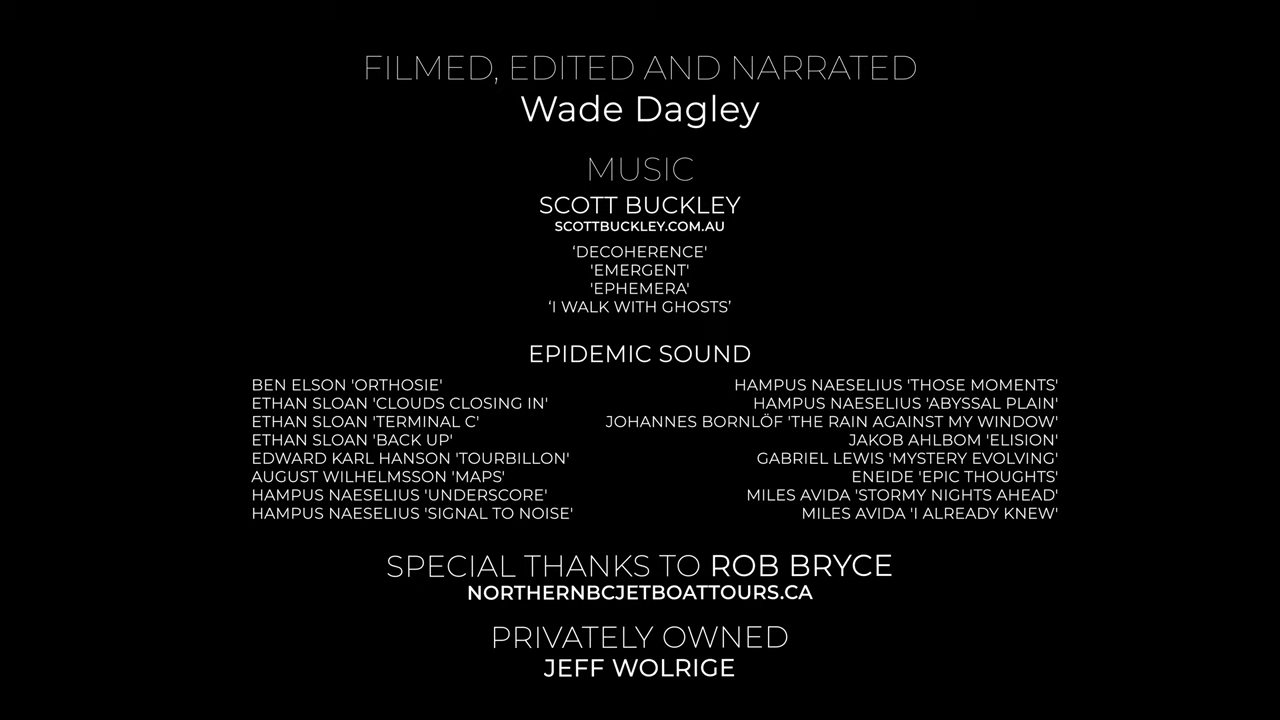 FILMED, EDITED AND NARRATED
Wade Dagley
MUSIC
SCOTT BUCKLEY
SCOTTBUCKLEY.COM.AU
‘DECOHERENCE'
'EMERGENT'
'EPHEMERA'
‘I WALK WITH GHOSTS’
EPIDEMIC SOUND
BEN ELSON 'ORTHOSIE'
ETHAN SLOAN 'CLOUDS CLOSING IN'
ETHAN SLOAN 'TERMINAL C'
ETHAN SLOAN 'BACK UP'
EDWARD KARL HANSON 'TOURBILLON'
AUGUST WILHELMSSON 'MAPS'
HAMPUS NAESELIUS 'UNDERSCORE'
HAMPUS NAESELIUS 'SIGNAL TO NOISE'
HAMPUS NAESELIUS 'THOSE MOMENTS'
HAMPUS NAESELIUS 'ABYSSAL PLAIN'
JOHANNES BORNLÖF 'THE RAIN AGAINST MY WINDOW'
JAKOB AHLBOM 'ELISION'
GABRIEL LEWIS 'MYSTERY EVOLVING'
ENEIDE 'EPIC THOUGHTS'
MILES AVIDA 'STORMY NIGHTS AHEAD'
MILES AVIDA 'I ALREADY KNEW'
SPECIAL THANKS TO ROB BRYCE
NORTHERNBCJETBOATTOURS.CA
PRIVATELY OWNED
JEFF WOLRIGE